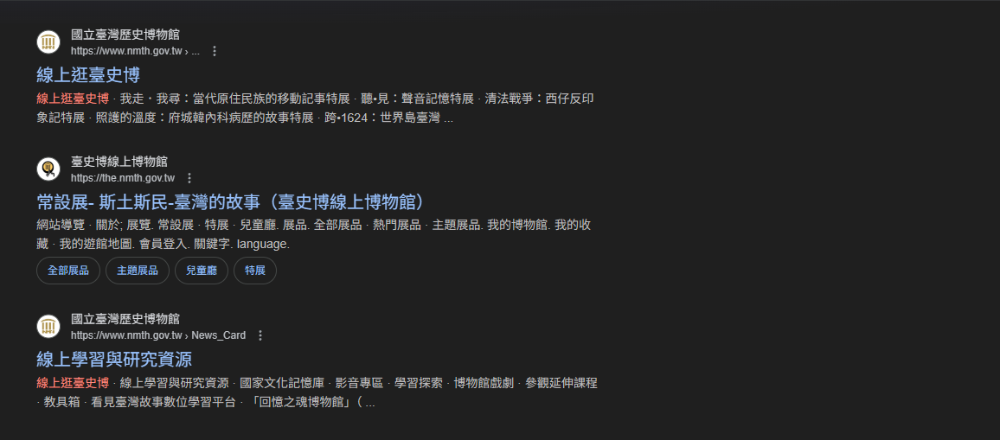 國立臺灣歷史博物館
https://www.nmth.gov.tw › ...
線上逛臺史博
線上逛臺史博 · 我走・我尋：當代原住民族的移動記事特展 · 聽•見：聲音記憶特展 · 清法戰爭：西仔反印
象記特展 · 照護的溫度：府城韓內科病歷的故事特展 · 跨•1624：世界島臺灣 ...
臺史博線上博物館
https://the.nmth.gov.tw
常設展- 斯土斯民-臺灣的故事（臺史博線上博物館）
網站導覽 · 關於; 展覽. 常設展 · 特展 · 兒童廳. 展品. 全部展品 · 熱門展品 · 主題展品. 我的博物館. 我的收
藏 · 我的遊館地圖. 會員登入. 關鍵字. language.
全部展品 主題展品 兒童廳 特展
國立臺灣歷史博物館
https://www.nmth.gov.tw › News_Card
線上學習與研究資源
線上逛臺史博 · 線上學習與研究資源 · 國家文化記憶庫 · 影音專區 · 學習探索 · 博物館戲劇 · 參觀延伸課程
· 教具箱 · 看見臺灣故事數位學習平台 · 「回憶之魂博物館」( ...